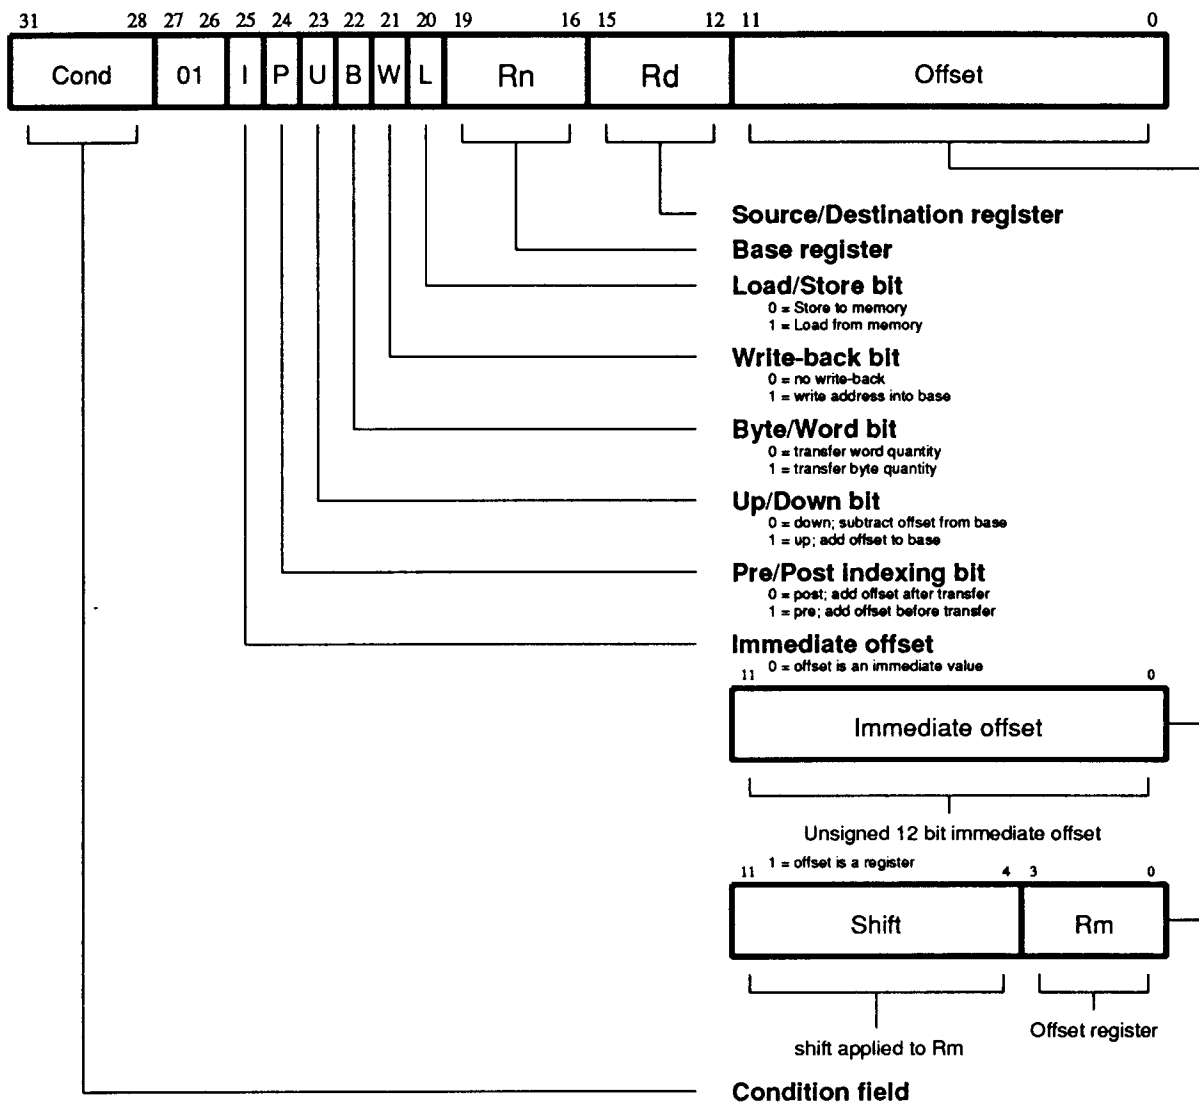 31 28 27 26 25 24 23 22 21 20 19 16 15 12 11 0
Cond 01 I P U B W L Rn Rd Offset
Source/Destination register
Base register
Load/Store bit
0 = Store to memory
1 = Load from memory
Write-back bit
0 = no write-back
1 = write address into base
Byte/Word bit
0 = transfer word quantity
1 = transfer byte quantity
Up/Down bit
0 = down; subtract offset from base
1 = up; add offset to base
Pre/Post indexing bit
0 = post; add offset after transfer
1 = pre; add offset before transfer
Immediate offset
0 = offset is an immediate value
11 0
Immediate offset
Unsigned 12 bit immediate offset
1 = offset is a register
11 4 3 0
Shift Rm
Offset register
shift applied to Rm
Condition field